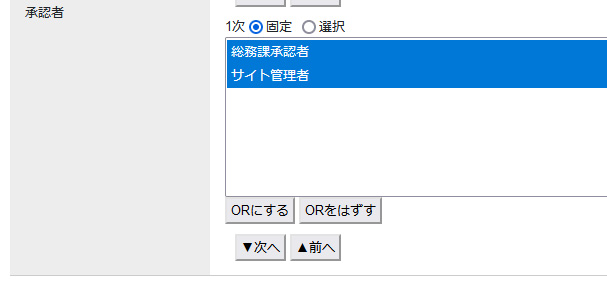 承認者
1次 固定 選択
総務課承認者
サイト管理者
ORにする ORをはずす
▼次へ ▲前へ